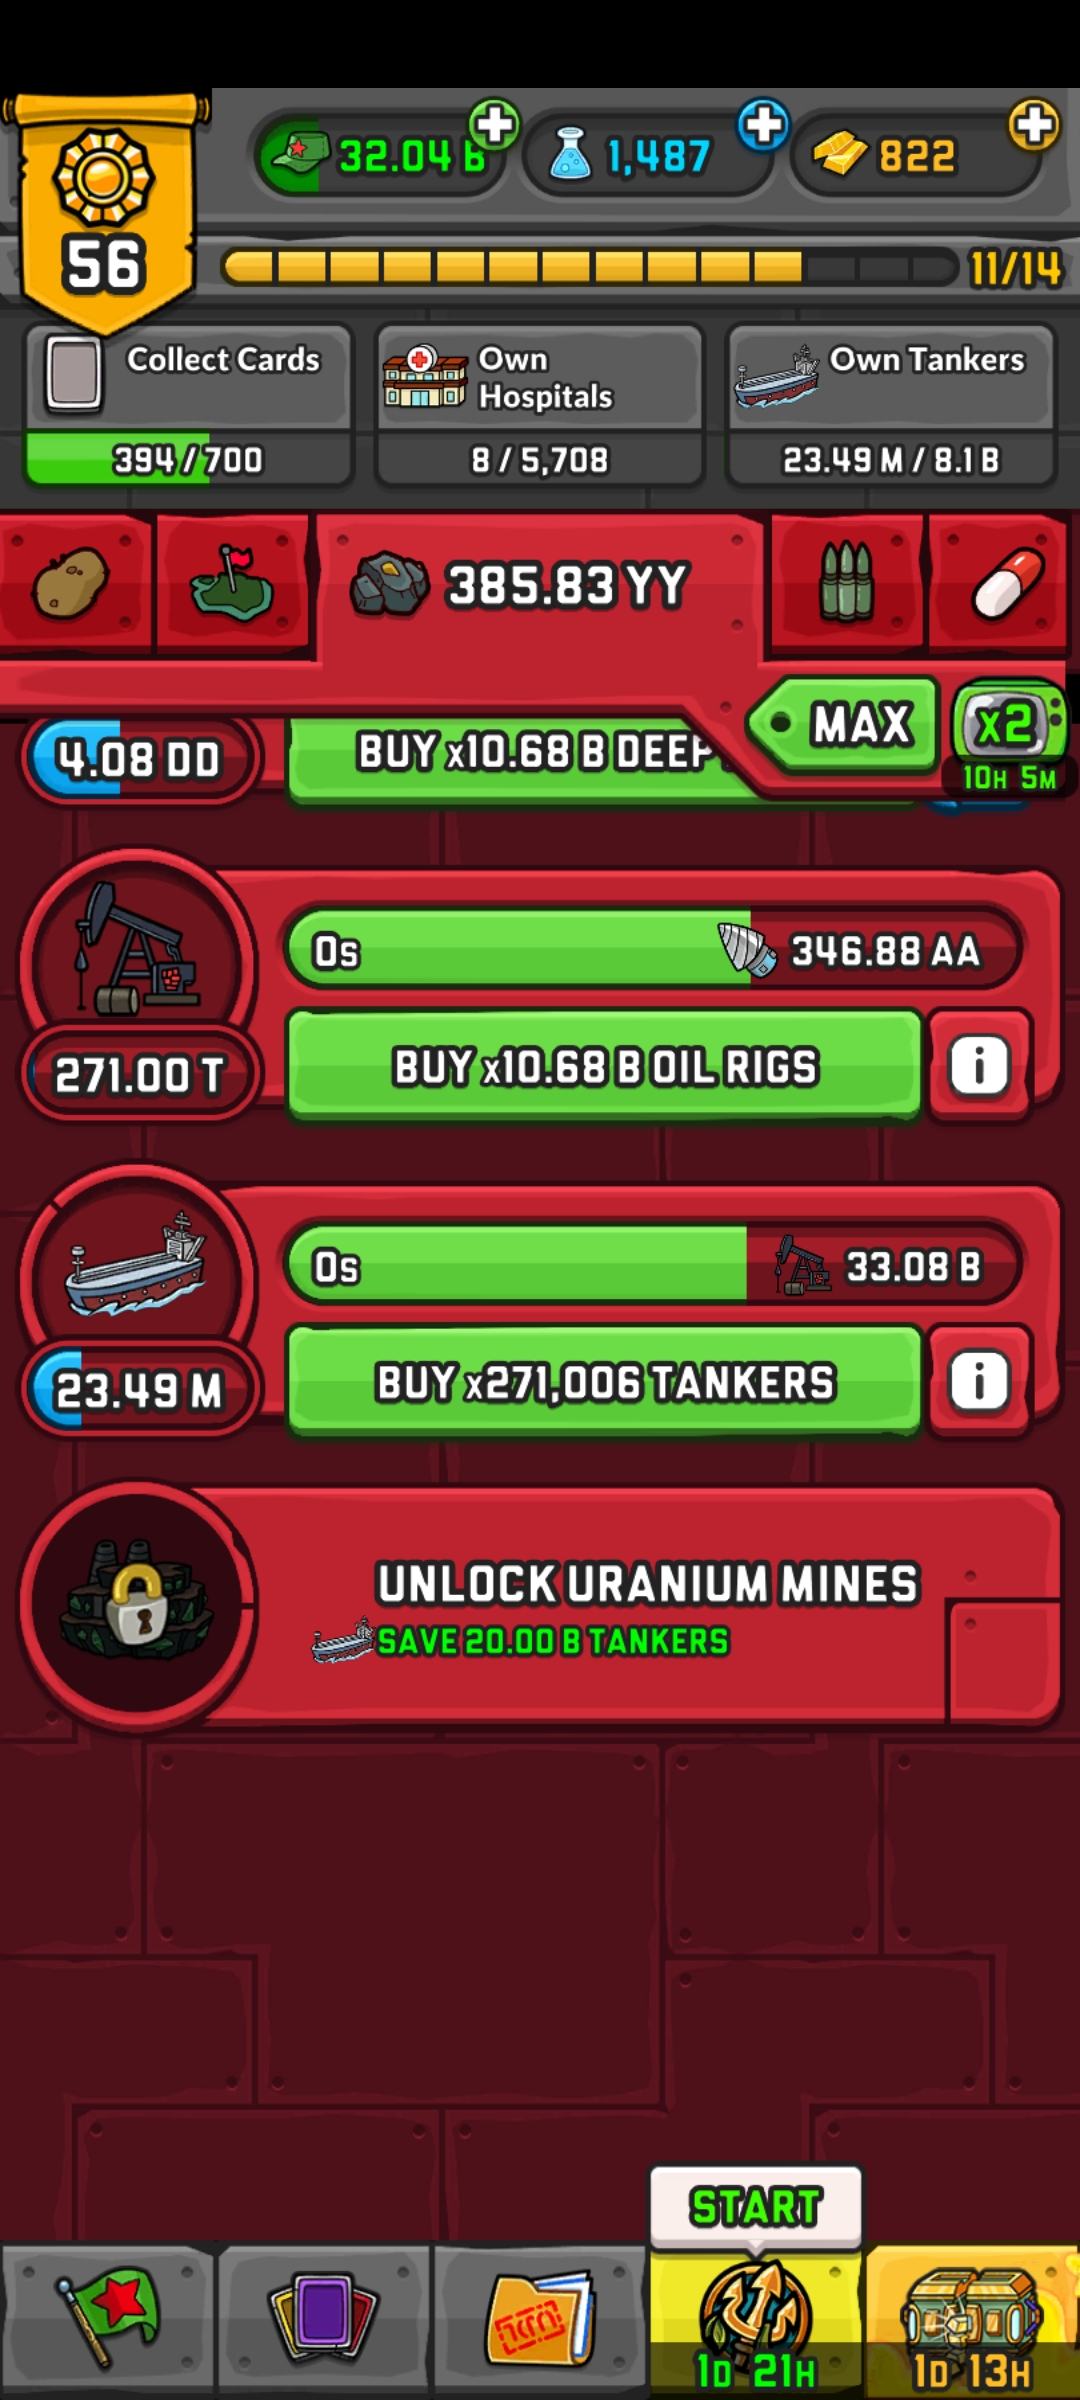 32.04 B
1,487
822
56
11/14
Collect Cards
394/700
Own
Hospitals
8/5,708
Own Tankers
23.49 M/8.1 B
385.83 YY
MAX
x2
10H 5M
4.08 DD
BUY x10.68 B DEEP
0s
346.88 AA
271.00 T
BUY x10.68 B OIL RIGS
i
0s
33.08 B
23.49 M
BUY x271,006 TANKERS
i
UNLOCK URANIUM MINES
SAVE 20.00 B TANKERS
START
1D 21H
1D 13H